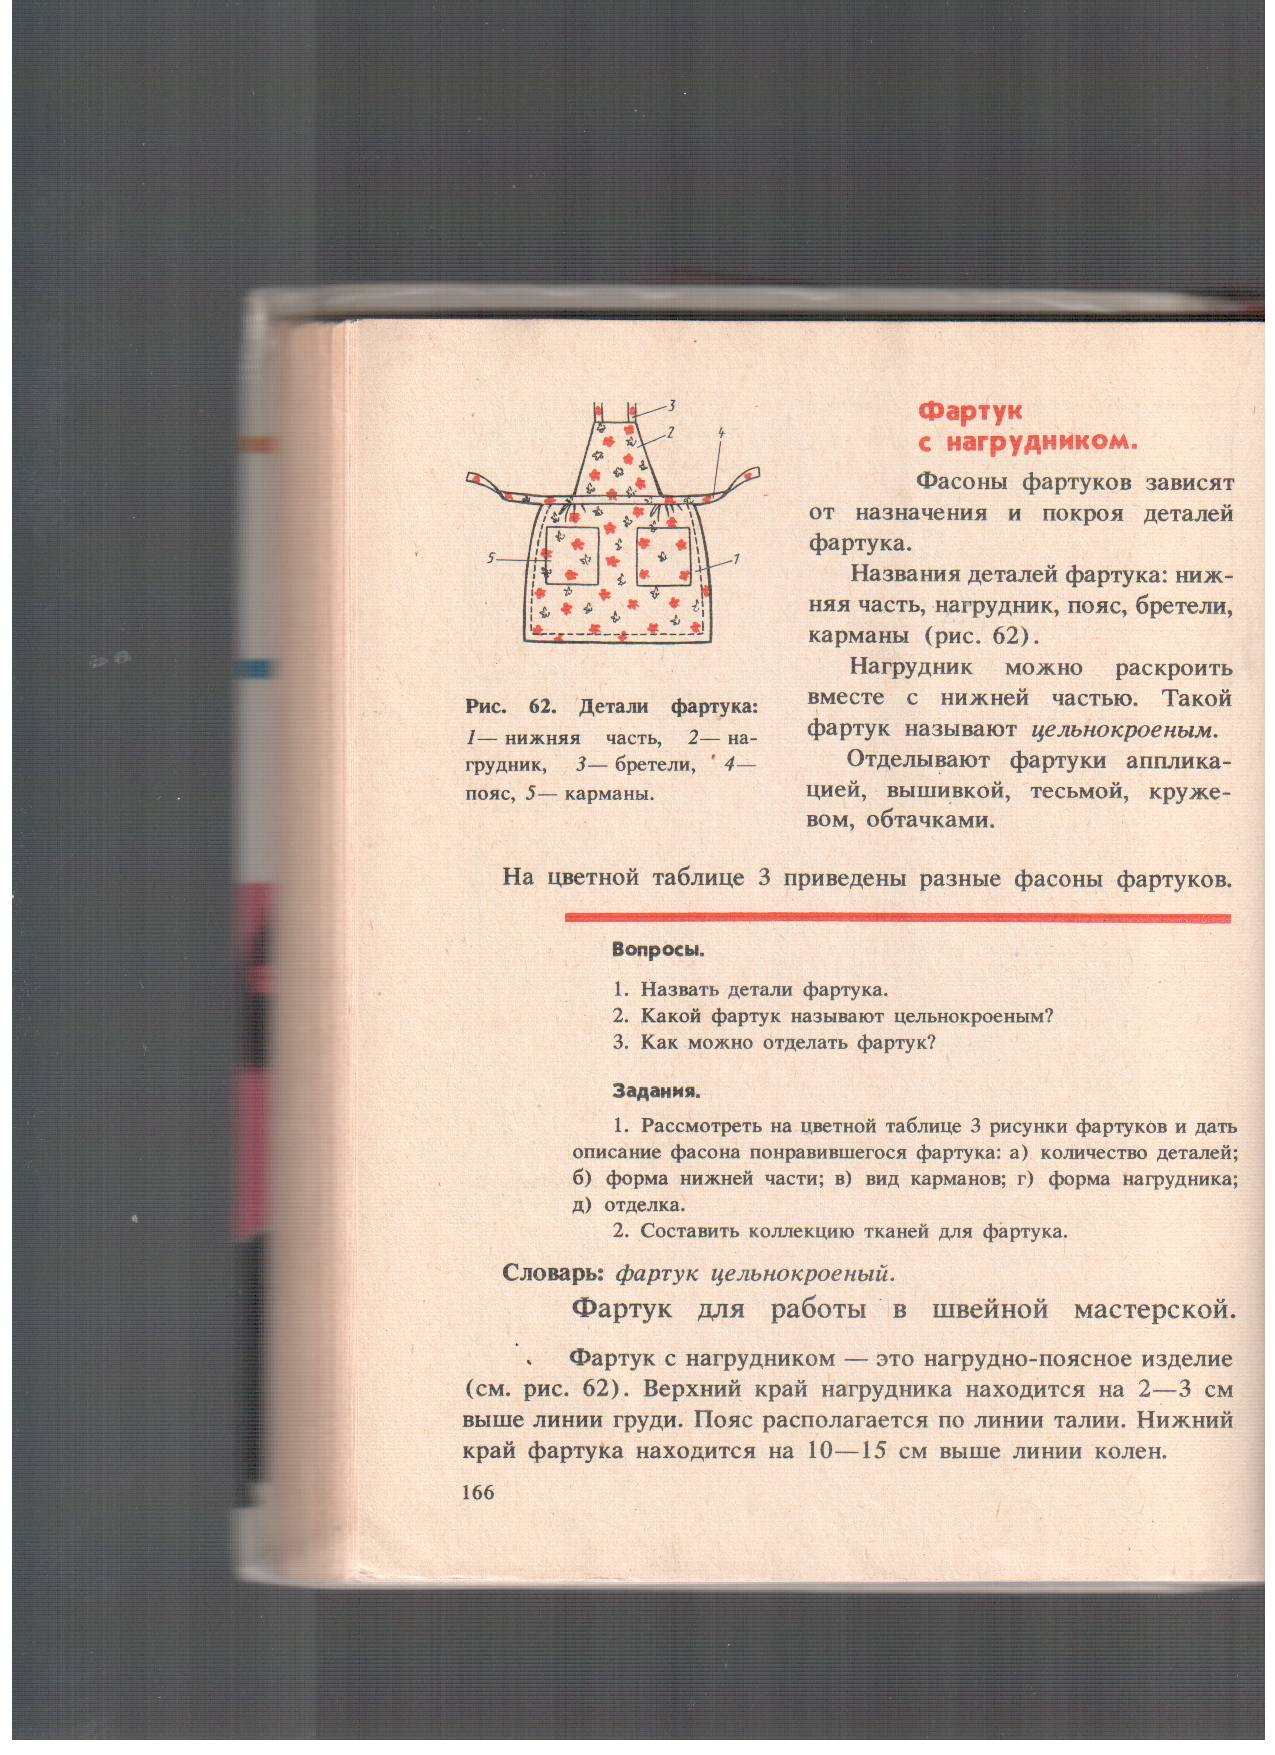 3
2
4
5
1
Рис. 62. Детали фартука:
1— нижняя часть, 2— на-
грудник, 3— бретели, 4—
пояс, 5— карманы.
Фартук
с нагрудником.
Фасоны фартуков зависят
от назначения и покроя деталей
фартука.
Названия деталей фартука: ниж-
няя часть, нагрудник, пояс, бретели,
карманы (рис. 62).
Нагрудник можно раскроить
вместе с нижней частью. Такой
фартук называют цельнокроеным.
Отделывают фартуки апплика-
цией, вышивкой, тесьмой, круже-
вом, обтачками.
На цветной таблице 3 приведены разные фасоны фартуков.
Вопросы.
1. Назвать детали фартука.
2. Какой фартук называют цельнокроеным?
3. Как можно отделать фартук?
Задания.
1. Рассмотреть на цветной таблице 3 рисунки фартуков и дать
описание фасона понравившегося фартука: а) количество деталей;
б) форма нижней части; в) вид карманов; г) форма нагрудника;
д) отделка.
2. Составить коллекцию тканей для фартука.
Словарь: фартук цельнокроеный.
Фартук для работы в швейной мастерской.
Фартук с нагрудником — это нагрудно-поясное изделие
(см. рис. 62). Верхний край нагрудника находится на 2—3 см
выше линии груди. Пояс располагается по линии талии. Нижний
край фартука находится на 10—15 см выше линии колен.
166